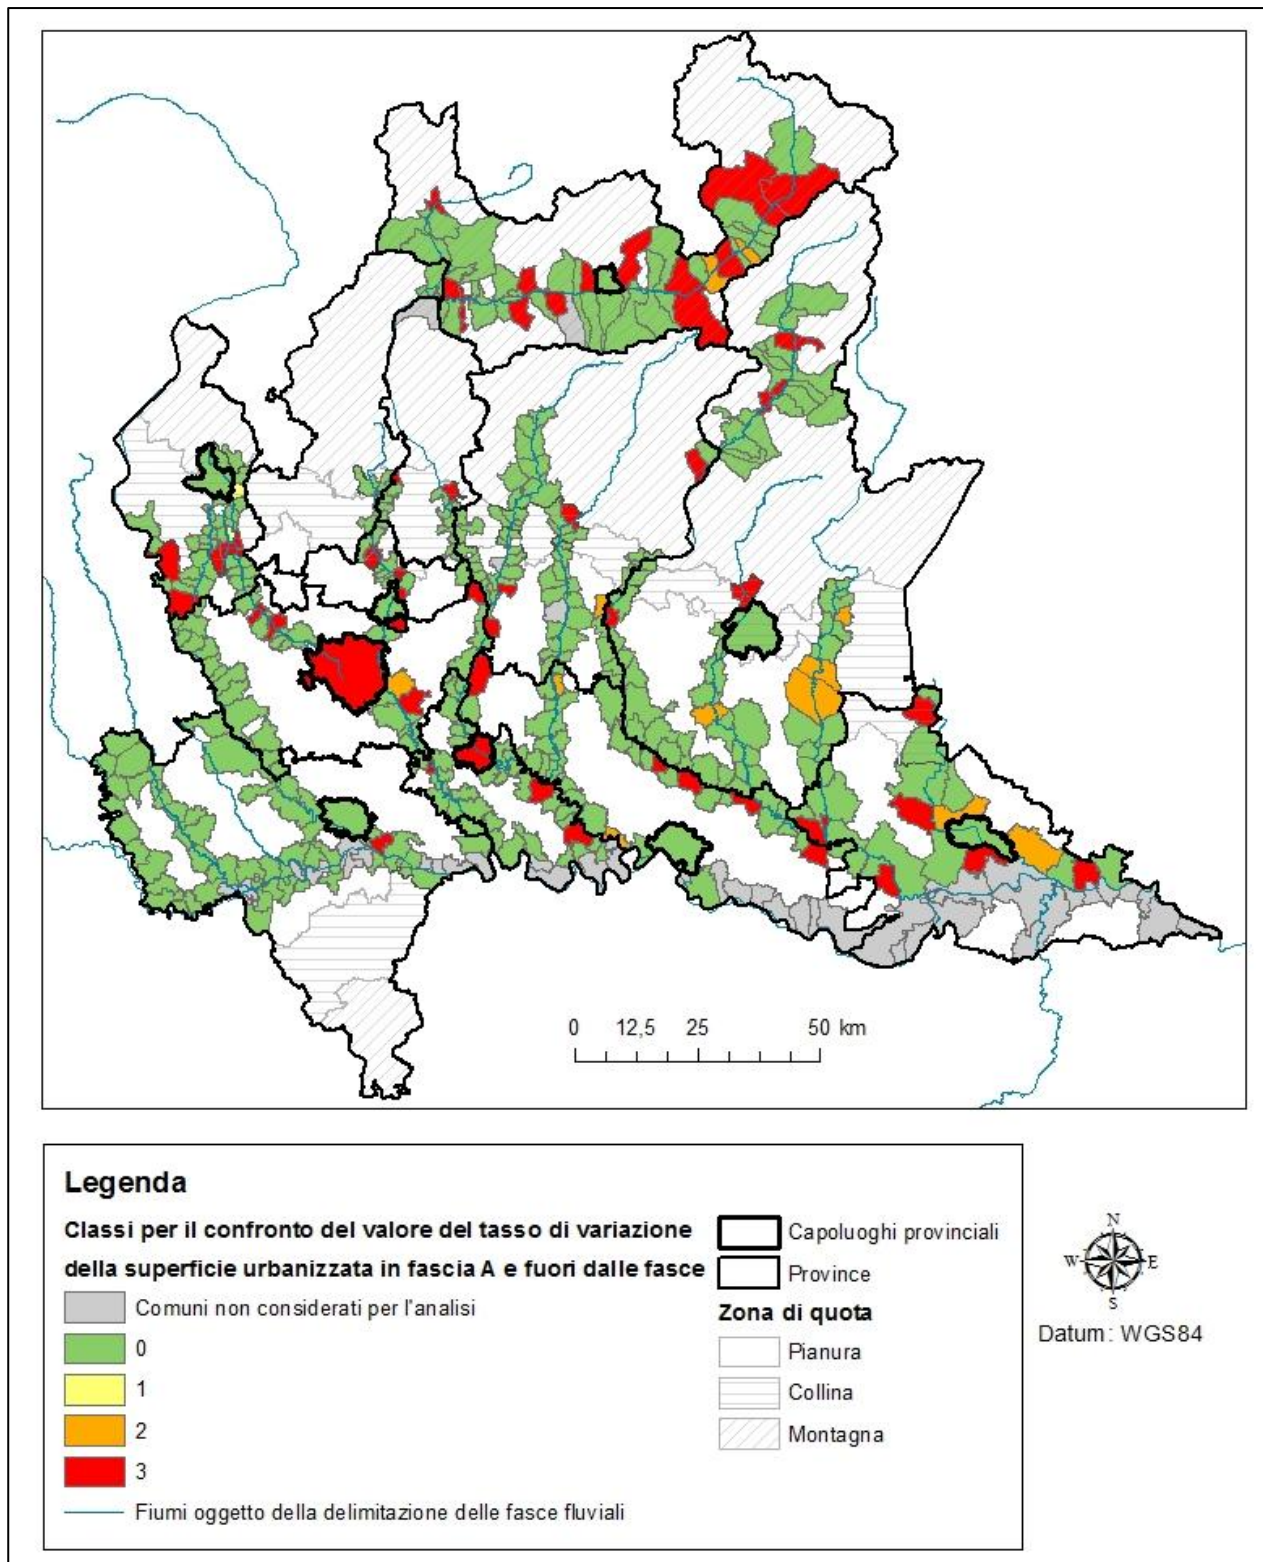 0 12,5 25 50 km
Legenda
Classi per il confronto del valore del tasso di variazione
della superficie urbanizzata in fascia A e fuori dalle fasce
Comuni non considerati per l'analisi
0
1
2
3
Fiumi oggetto della delimitazione delle fasce fluviali
Capoluoghi provinciali
Province
Zona di quota
Pianura
Collina
Montagna
N
W E
S
Datum: WGS84